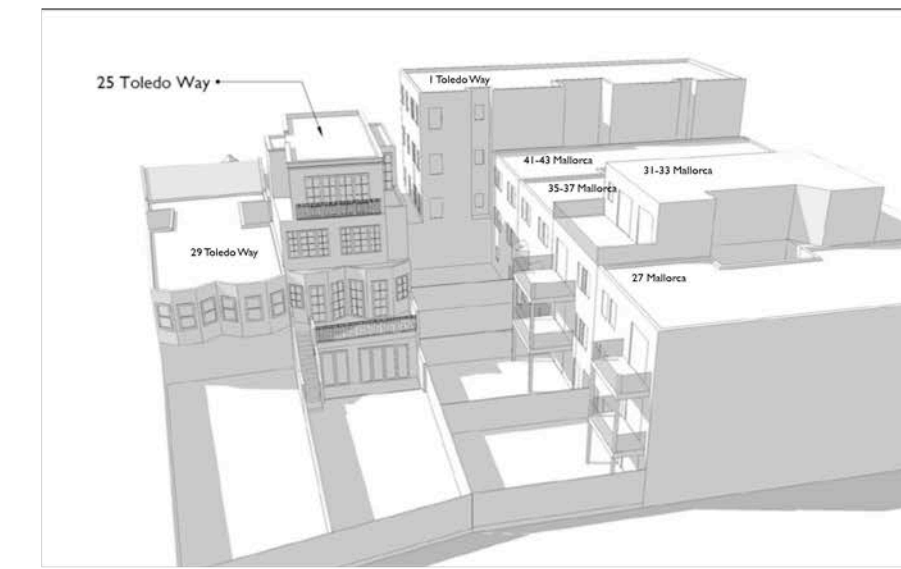 25 Toledo Way
1 Toledo Way
41-43 Mallorca
31-33 Mallorca
35-37 Mallorca
29 Toledo Way
27 Mallorca